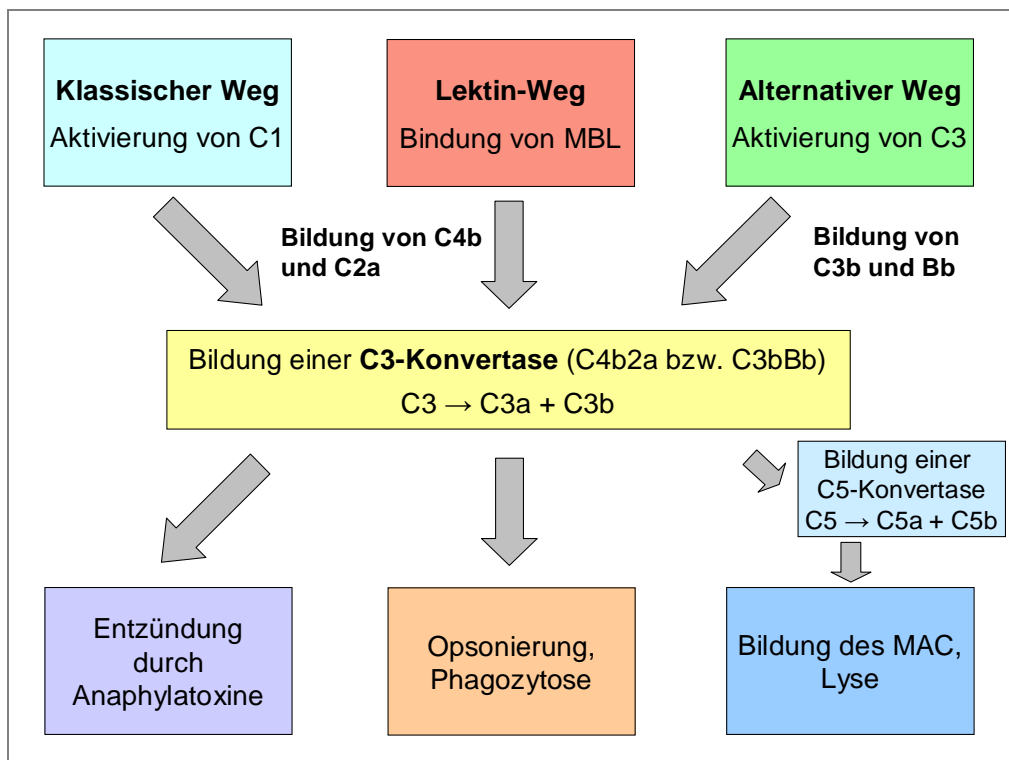 Klassischer Weg
Aktivierung von C1
Lektin-Weg
Bindung von MBL
Alternativer Weg
Aktivierung von C3
Bildung von C4b
und C2a
Bildung von
C3b und Bb
Bildung einer C3-Konvertase (C4b2a bzw. C3bBb)
C3 → C3a + C3b
Bildung einer
C5-Konvertase
C5 → C5a + C5b
Entzündung
durch
Anaphylatoxine
Opsonierung,
Phagozytose
Bildung des MAC,
Lyse